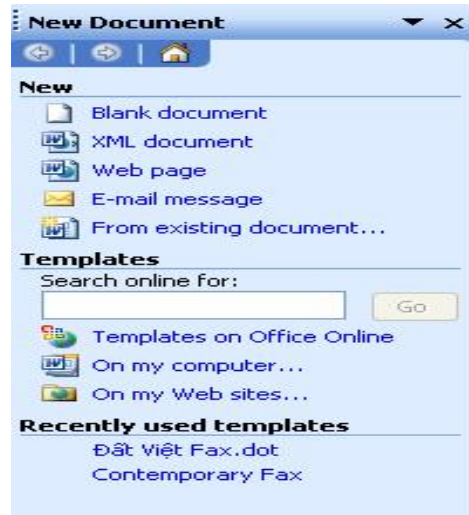 New Document
New
Blank document
XML document
Web page
E-mail message
From existing document...
Templates
Search online for:
Go
Templates on Office Online
On my computer...
On my Web sites...
Recently used templates
Đất Việt Fax.dot
Contemporary Fax